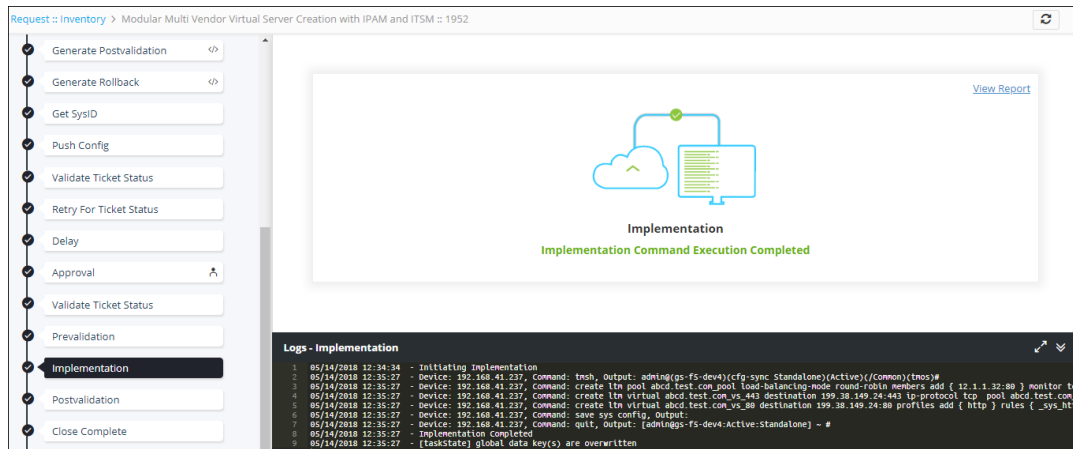 Request :: Inventory > Modular Multi Vendor Virtual Server Creation with IPAM and ITSM :: 1952
Generate Postvalidation </>
Generate Rollback </>
Get SysID
Push Config
Validate Ticket Status
Retry For Ticket Status
Delay
Approval
Validate Ticket Status
Prevalidation
Implementation
Postvalidation
Close Complete
View Report
Implementation
Implementation Command Execution Completed
Logs - Implementation
1 05/14/2018 12:34:34 - Initiating Implementation
2 05/14/2018 12:35:27 - Device: 192.168.41.237, Command: tmsh, Output: admin@(gs-f5-dev4)(cfg-sync Standalone)(Active)(/Common)(tmos)#
3 05/14/2018 12:35:27 - Device: 192.168.41.237, Command: create ltm pool abcd.test.com_pool load-balancing-mode round-robin members add { 12.1.1.32:80 } monitor t
4 05/14/2018 12:35:27 - Device: 192.168.41.237, Command: create ltm virtual abcd.test.com_vs_443 destination 199.38.149.24:443 ip-protocol tcp pool abcd.test.com
5 05/14/2018 12:35:27 - Device: 192.168.41.237, Command: create ltm virtual abcd.test.com_vs_80 destination 199.38.149.24:80 profiles add { http } rules { _sys_ht
6 05/14/2018 12:35:27 - Device: 192.168.41.237, Command: save sys config, Output:
7 05/14/2018 12:35:27 - Device: 192.168.41.237, Command: quit, Output: [admin@gs-f5-dev4:Active:Standalone] ~ #
8 05/14/2018 12:35:27 - Implementation Completed
9 05/14/2018 12:35:27 - [taskState] global data key(s) are overwritten